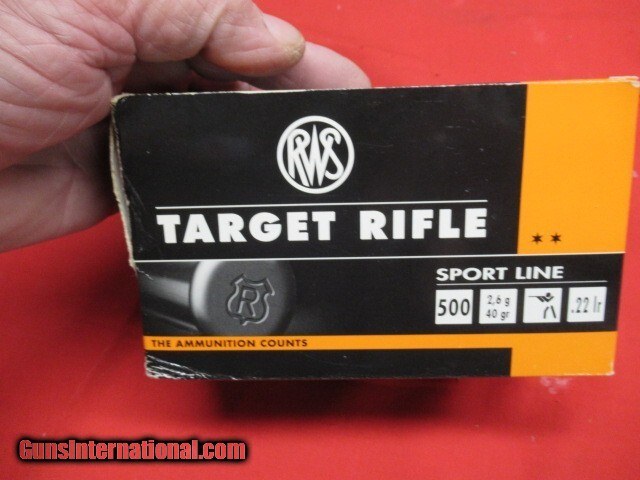 RWS
TARGET RIFLE
**
SPORT LINE
500 2,6 g 40 gr .22 lr
R
THE AMMUNITION COUNTS
GunsInternational.com